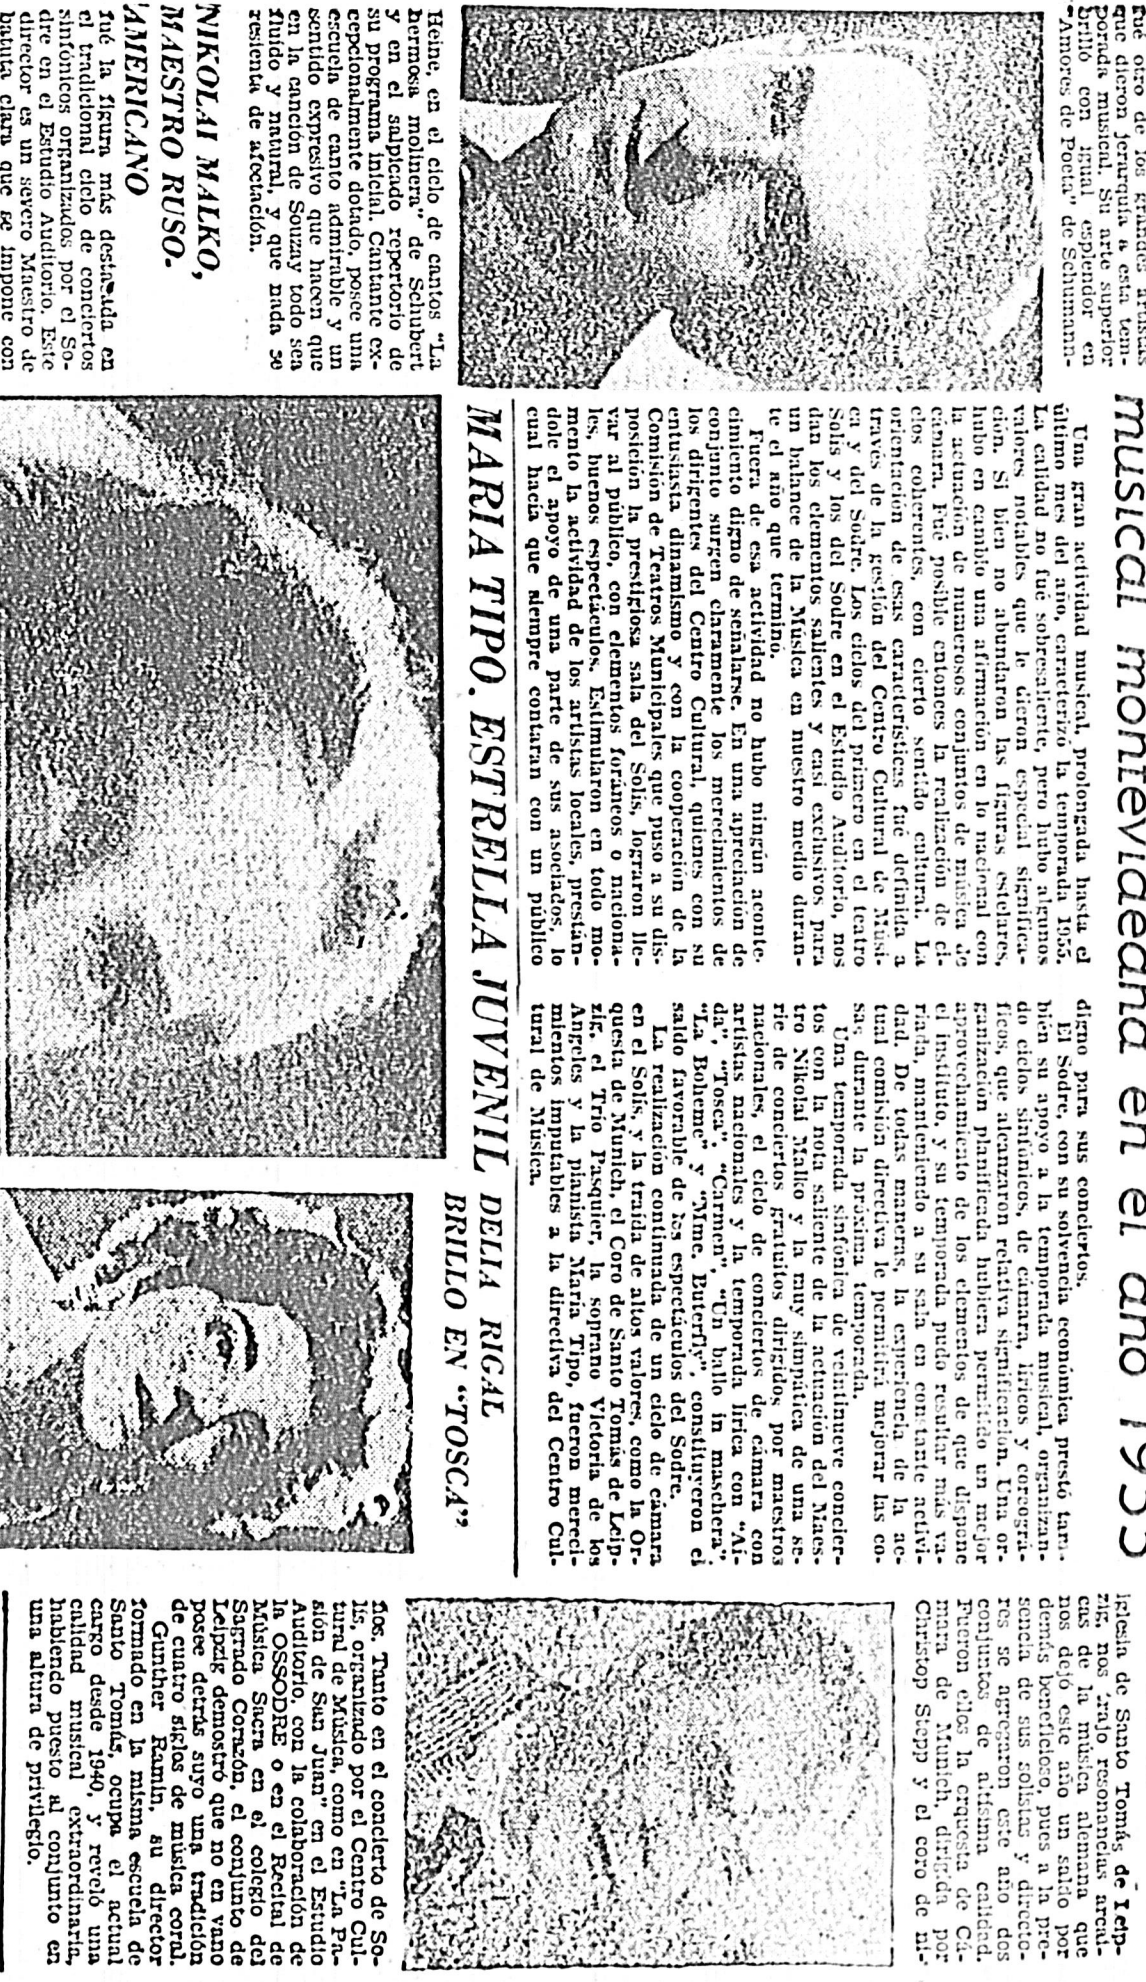 musical montevideana en el año 1955
fué otro de los grandes artistas
que dieron jerarquía a esta tem-
porada musical. Su arte superior
brilló con igual esplendor en
"Amores de Poeta" de Schumann-
Heine, en el ciclo de cantos "La
hermosa molinera" de Schubert
y en el salpicado repertorio de
su programa inicial. Cantante ex-
cepcionalmente dotado, posee una
escuela de canto admirable y un
sentido expresivo que hacen que
en la canción de Souzay todo sea
fluido y natural, y que nada se
resienta de afectación.
NIKOLAI MALKO,
MAESTRO RUSO-
AMERICANO
fué la figura más destacada en
el tradicional ciclo de conciertos
sinfónicos organizados por el So-
dre en el Estudio Auditorio. Este
director es un severo Maestro de
batuta clara que se impone con
Una gran actividad musical, prolongada hasta el
último mes del año, caracterizó la temporada 1955.
La calidad no fué sobresaliente, pero hubo algunos
valores notables que le dieron especial significa-
ción. Si bien no abundaron las figuras estelares,
hubo en cambio una afirmación en lo nacional con
la actuación de numerosos conjuntos de música de
cámara. Fué posible entonces la realización de ci-
clos coherentes, con cierto sentido cultural. La
orientación de esas características fué definida a
través de la gestión del Centro Cultural de Músi-
ca y del Sodre. Los ciclos del primero en el teatro
Solís y los del Sodre en el Estudio Auditorio, nos
dan los elementos salientes y casi exclusivos para
un balance de la Música en nuestro medio duran-
te el año que terminó.
Fuera de esa actividad no hubo ningún aconte-
cimiento digno de señalarse. En una apreciación de
conjunto surgen claramente los merecimientos de
los dirigentes del Centro Cultural, quienes con su
entusiasta dinamismo y con la cooperación de la
Comisión de Teatros Municipales que puso a su dis-
posición la prestigiosa sala del Solís, lograron lle-
var al público, con elementos foráneos o naciona-
les, buenos espectáculos. Estimularon en todo mo-
mento la actividad de los artistas locales, prestán-
dole el apoyo de una parte de sus asociados, lo
cual hacía que siempre contaran con un público
digno para sus conciertos.
El Sodre, con su solvencia económica prestó tam-
bién su apoyo a la temporada musical, organizan-
do ciclos sinfónicos, de cámara, líricos y coreográ-
ficos, que alcanzaron relativa significación. Una or-
ganización planificada hubiera permitido un mejor
aprovechamiento de los elementos de que dispone
el instituto, y su temporada pudo resultar más va-
riada, manteniendo a su sala en constante activi-
dad. De todas maneras, la experiencia de la ac-
tual comisión directiva le permitirá mejorar las co-
sas durante la próxima temporada.
Una temporada sinfónica de veintinueve concier-
tos con la nota saliente de la actuación del Maes-
tro Nikolai Malko y la muy simpática de una se-
rie de conciertos gratuitos dirigidos por maestros
nacionales, el ciclo de conciertos de cámara con
artistas nacionales y la temporada lírica con "Aí-
da", "Tosca", "Carmen", "Un ballo in maschera",
"La Boheme" y "Mme. Buterfly", constituyeron el
saldo favorable de los espectáculos del Sodre.
La realización continuada de un ciclo de cámara
en el Solís, y la traída de altos valores, como la Or-
questa de Munich, el Coro de Santo Tomás de Leip-
zig, el Trío Pasquier, la soprano Victoria de los
Angeles y la pianista María Tipo, fueron mereci-
mientos imputables a la directiva del Centro Cul-
tural de Música.
MARIA TIPO. ESTRELLA JUVENIL
DELIA RIGAL
BRILLO EN "TOSCA"
iglesia de Santo Tomás de Leip-
zig, nos trajo resonancias arcai-
cas de la música alemana que
nos dejó este año un saldo por
demás beneficioso, pues a la pre-
sencia de sus solistas y directo-
res se agregaron este año dos
conjuntos de altísima calidad.
Fueron ellos la orquesta de Cá-
mara de Munich, dirigida por
Christopp Stepp y el coro de ni-
ños. Tanto en el concierto de So-
lís, organizado por el Centro Cul-
tural de Música, como en "La Pa-
sión de San Juan" en el Estudio
Auditorio, con la colaboración de
la OSSODRE o en el Recital de
Música Sacra en el colegio del
Sagrado Corazón, el conjunto de
Leipzig demostró que no en vano
posee detrás suyo una tradición
de cuatro siglos de música coral.
Gunther Ramin, su director
formado en la misma escuela de
Santo Tomás, ocupa el actual
cargo desde 1940, y reveló una
calidad musical extraordinaria,
habiendo puesto al conjunto en
una altura de privilegio.